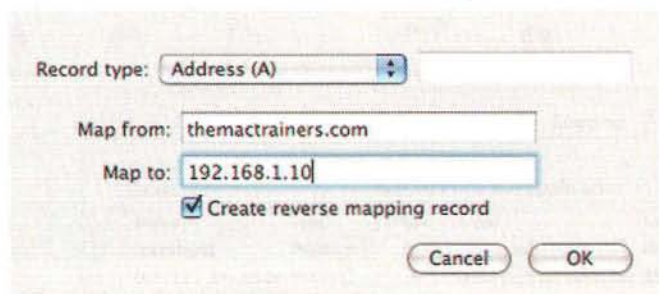 Record type: Address (A)
Map from: themactrainers.com
Map to: 192.168.1.10
Create reverse mapping record
Cancel OK